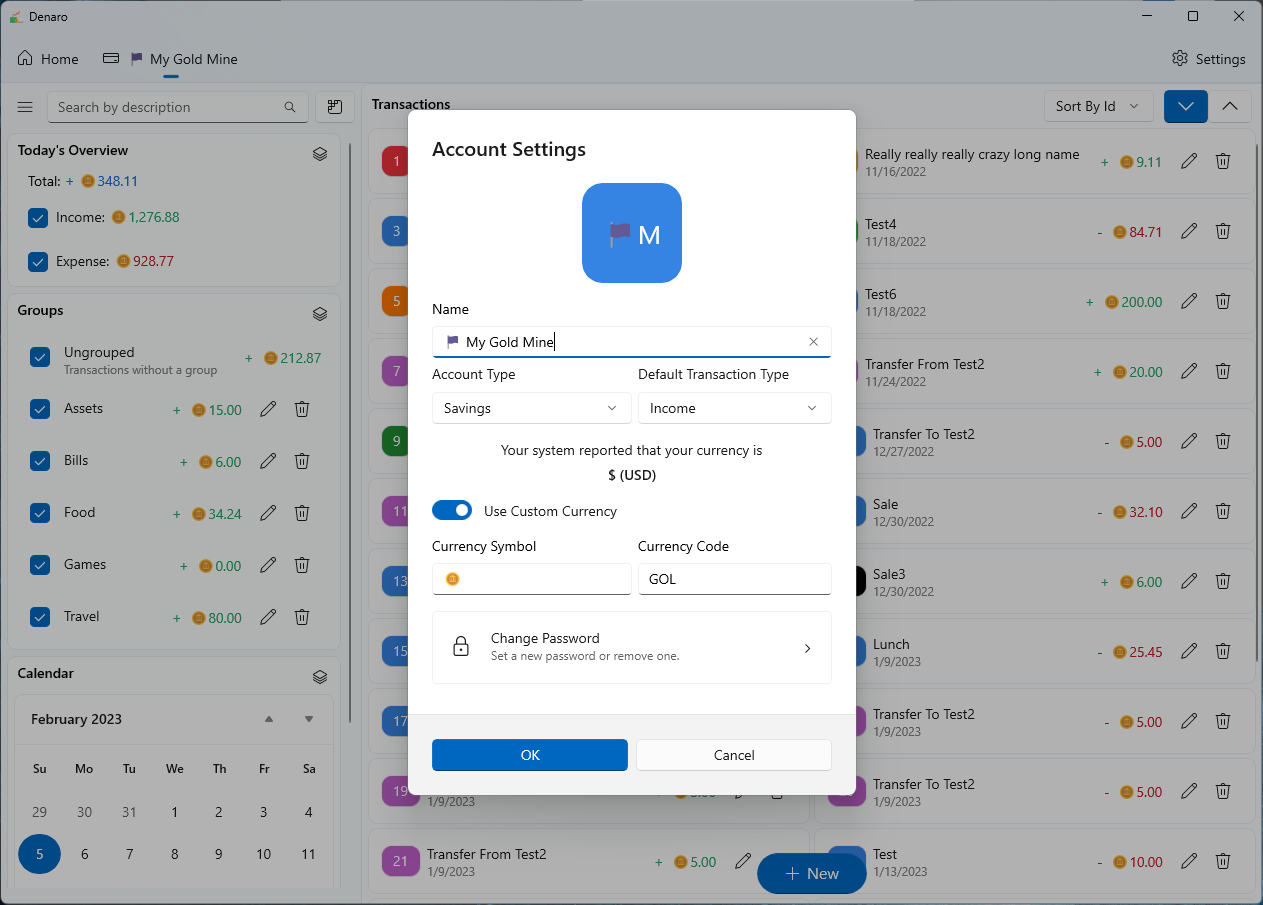 Denaro
Home
My Gold Mine
Settings
Search by description
Today's Overview
Total: + 348.11
Income: 1,276.88
Expense: 928.77
Groups
Ungrouped + 212.87
Transactions without a group
Assets + 15.00
Bills + 6.00
Food + 34.24
Games + 0.00
Travel + 80.00
Calendar
February 2023
Su Mo Tu We Th Fr Sa
29 30 31 1 2 3 4
5 6 7 8 9 10 11
Transactions
Sort By Id
1
3
5
7
9
11
13
15
17
19
1/9/2023
21 Transfer From Test2 + 5.00
1/9/2023
Really really really crazy long name + 9.11
11/16/2022
Test4 - 84.71
11/18/2022
Test6 + 200.00
11/18/2022
Transfer From Test2 + 20.00
11/24/2022
Transfer To Test2 - 5.00
12/27/2022
Sale - 32.10
12/30/2022
Sale3 + 6.00
12/30/2022
Lunch - 25.45
1/9/2023
Transfer To Test2 - 5.00
1/9/2023
Transfer To Test2 - 5.00
1/9/2023
Test - 10.00
1/13/2023
New
Account Settings
M
Name
My Gold Mine
Account Type Default Transaction Type
Savings Income
Your system reported that your currency is
$ (USD)
Use Custom Currency
Currency Symbol Currency Code
GOL
Change Password
Set a new password or remove one.
OK Cancel